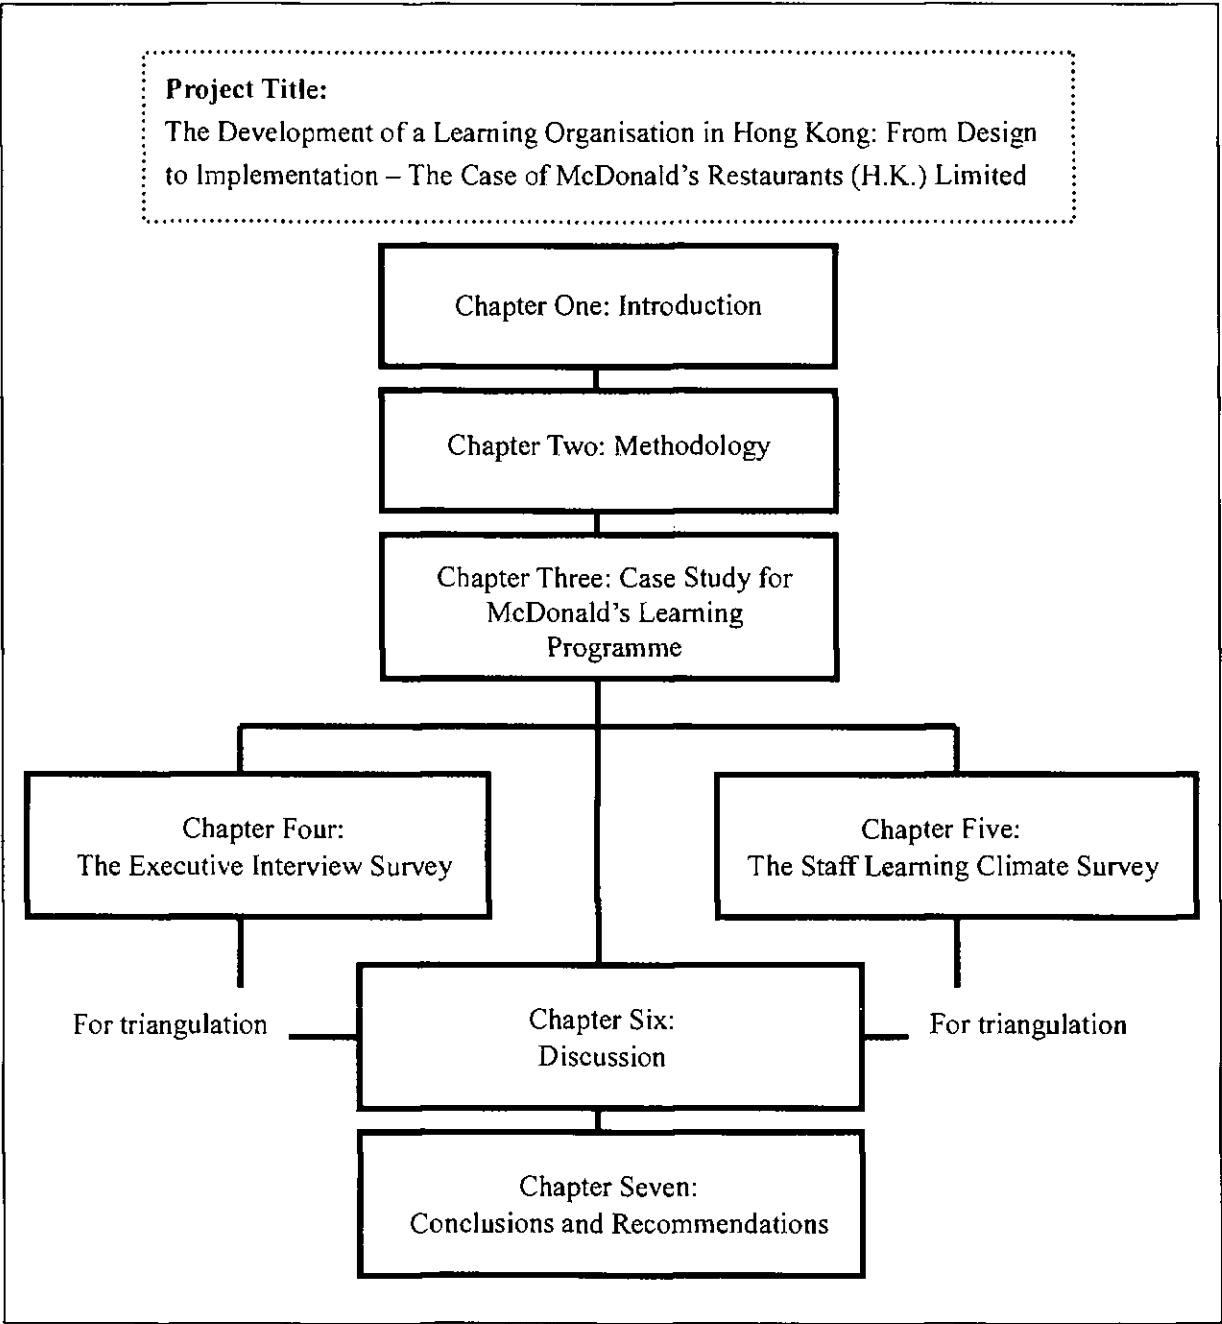 Project Title:
The Development of a Learning Organisation in Hong Kong: From Design
to Implementation – The Case of McDonald's Restaurants (H.K.) Limited
Chapter One: Introduction
Chapter Two: Methodology
Chapter Three: Case Study for
McDonald's Learning
Programme
Chapter Four:
The Executive Interview Survey
Chapter Five:
The Staff Learning Climate Survey
For triangulation
Chapter Six:
Discussion
For triangulation
Chapter Seven:
Conclusions and Recommendations